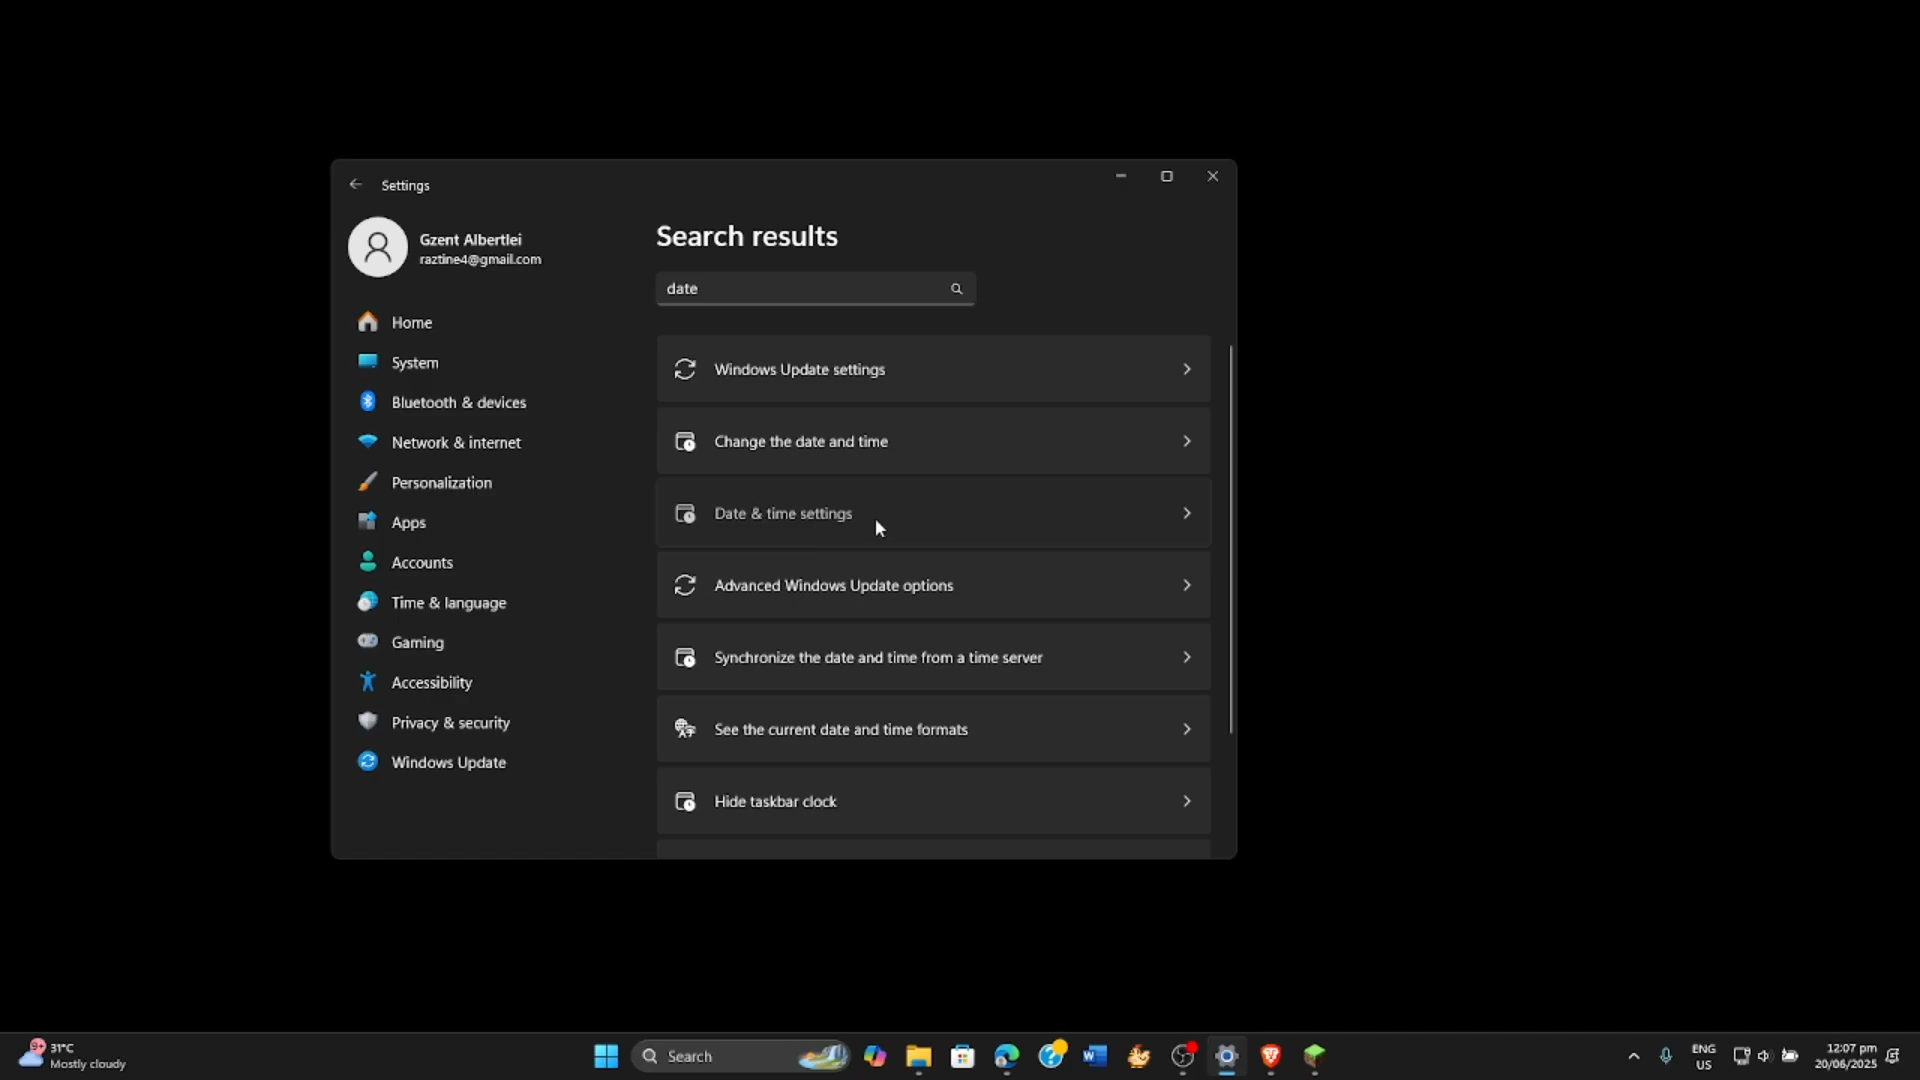 Settings
Gzent Albertlei
raztine4@gmail.com
Home
System
Bluetooth & devices
Network & internet
Personalization
Apps
Accounts
Time & language
Gaming
Accessibility
Privacy & security
Windows Update
Search results
date
Windows Update settings
Change the date and time
Date & time settings
Advanced Windows Update options
Synchronize the date and time from a time server
See the current date and time formats
Hide taskbar clock
9+
31°C
Mostly cloudy
Search
W
ENG
US
12:07 pm
20/06/2025